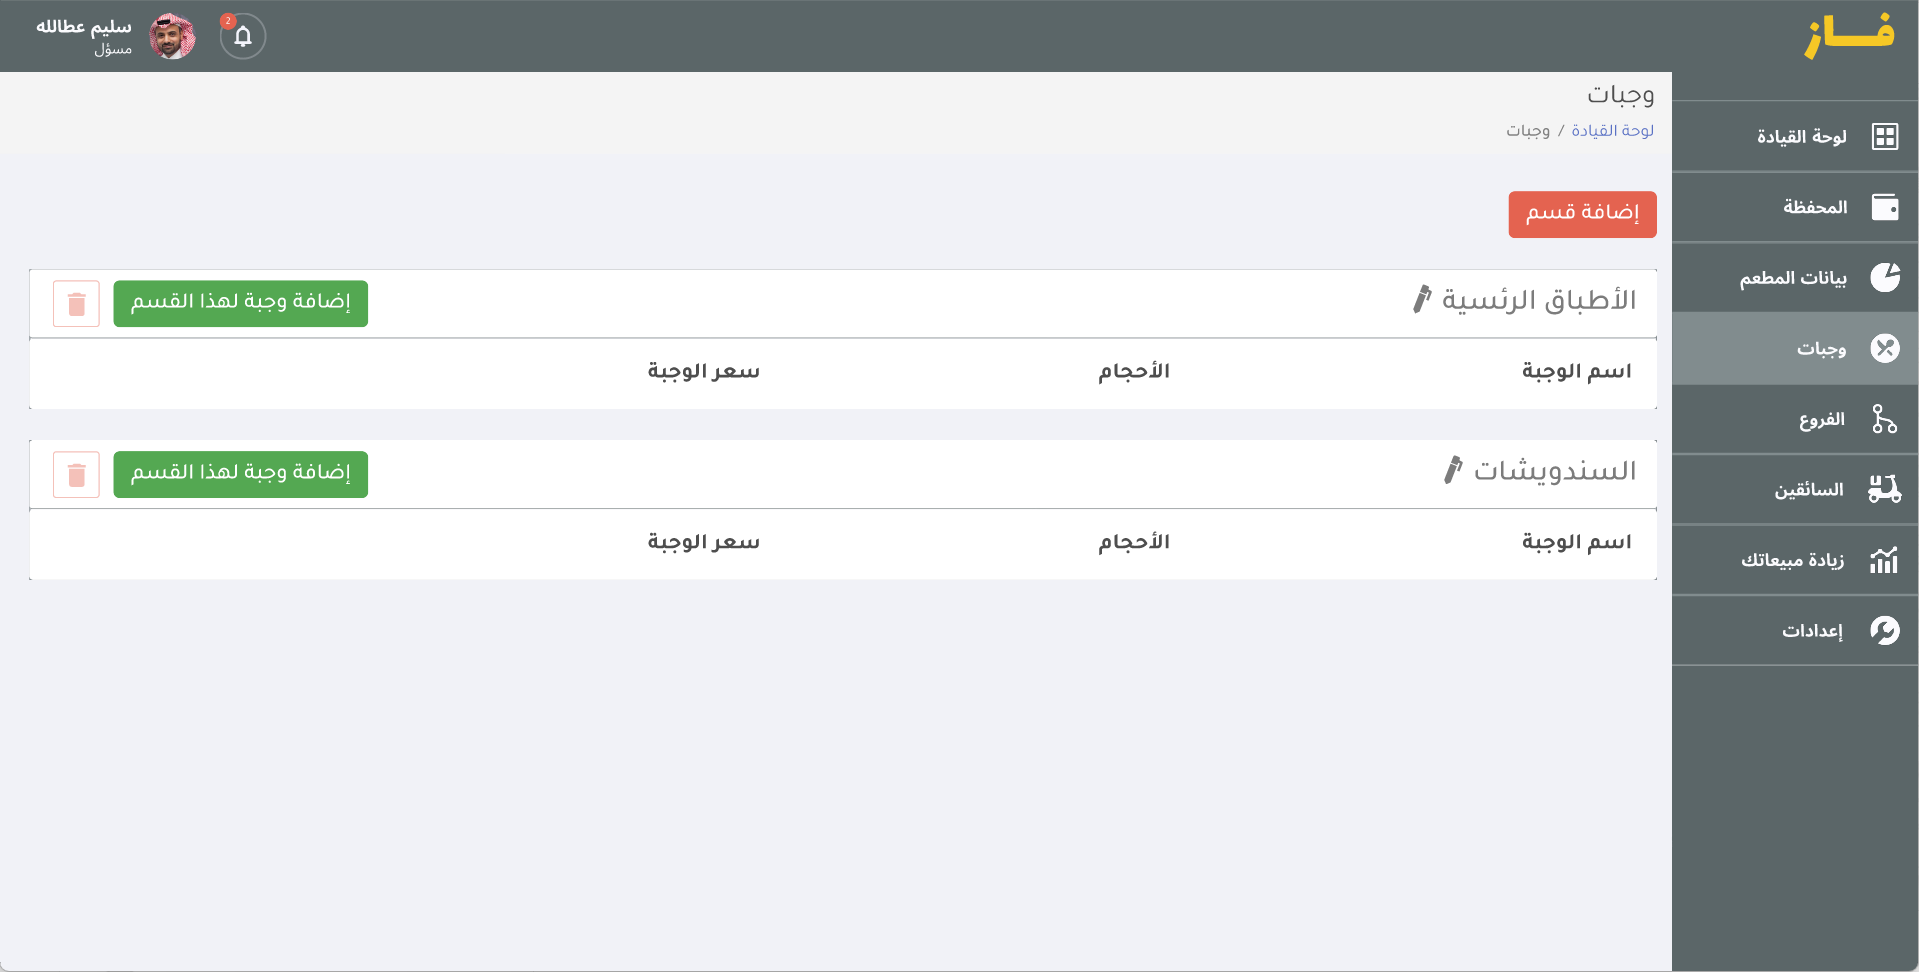 فاز
2
سليم عطالله
مسؤل
لوحة القيادة
المحفظة
بيانات المطعم
وجبات
الفروع
السائقين
زيادة مبيعاتك
إعدادات
وجبات
لوحة القيادة / وجبات
إضافة قسم
الأطباق الرئسية
إضافة وجبة لهذا القسم
اسم الوجبة الأحجام سعر الوجبة
السندويشات
إضافة وجبة لهذا القسم
اسم الوجبة الأحجام سعر الوجبة